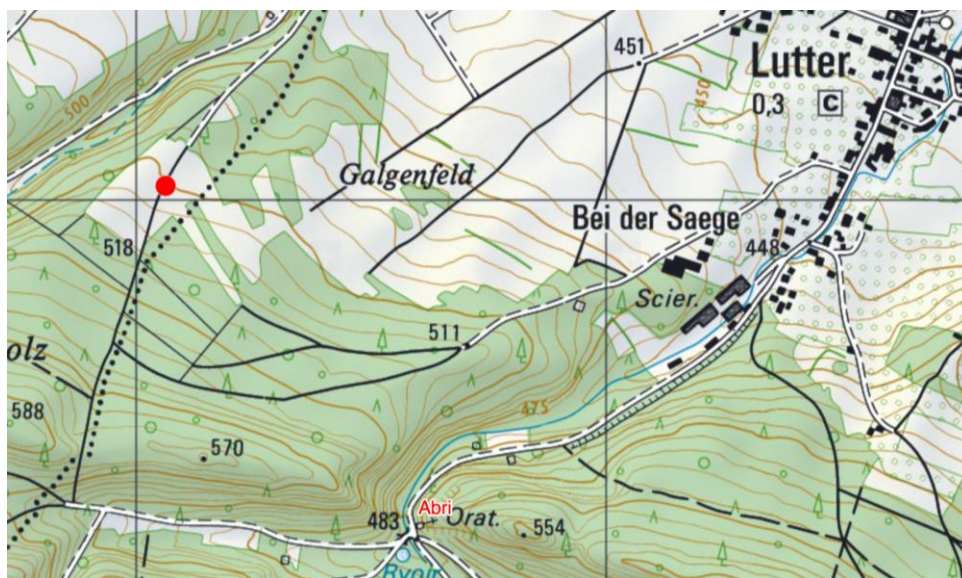 451
Lutter
0,3 C
450
500
Galgenfeld
Bei der Saege
518
448
Scier.
511
olz
475
588
570
Abri
483
Orat.
554